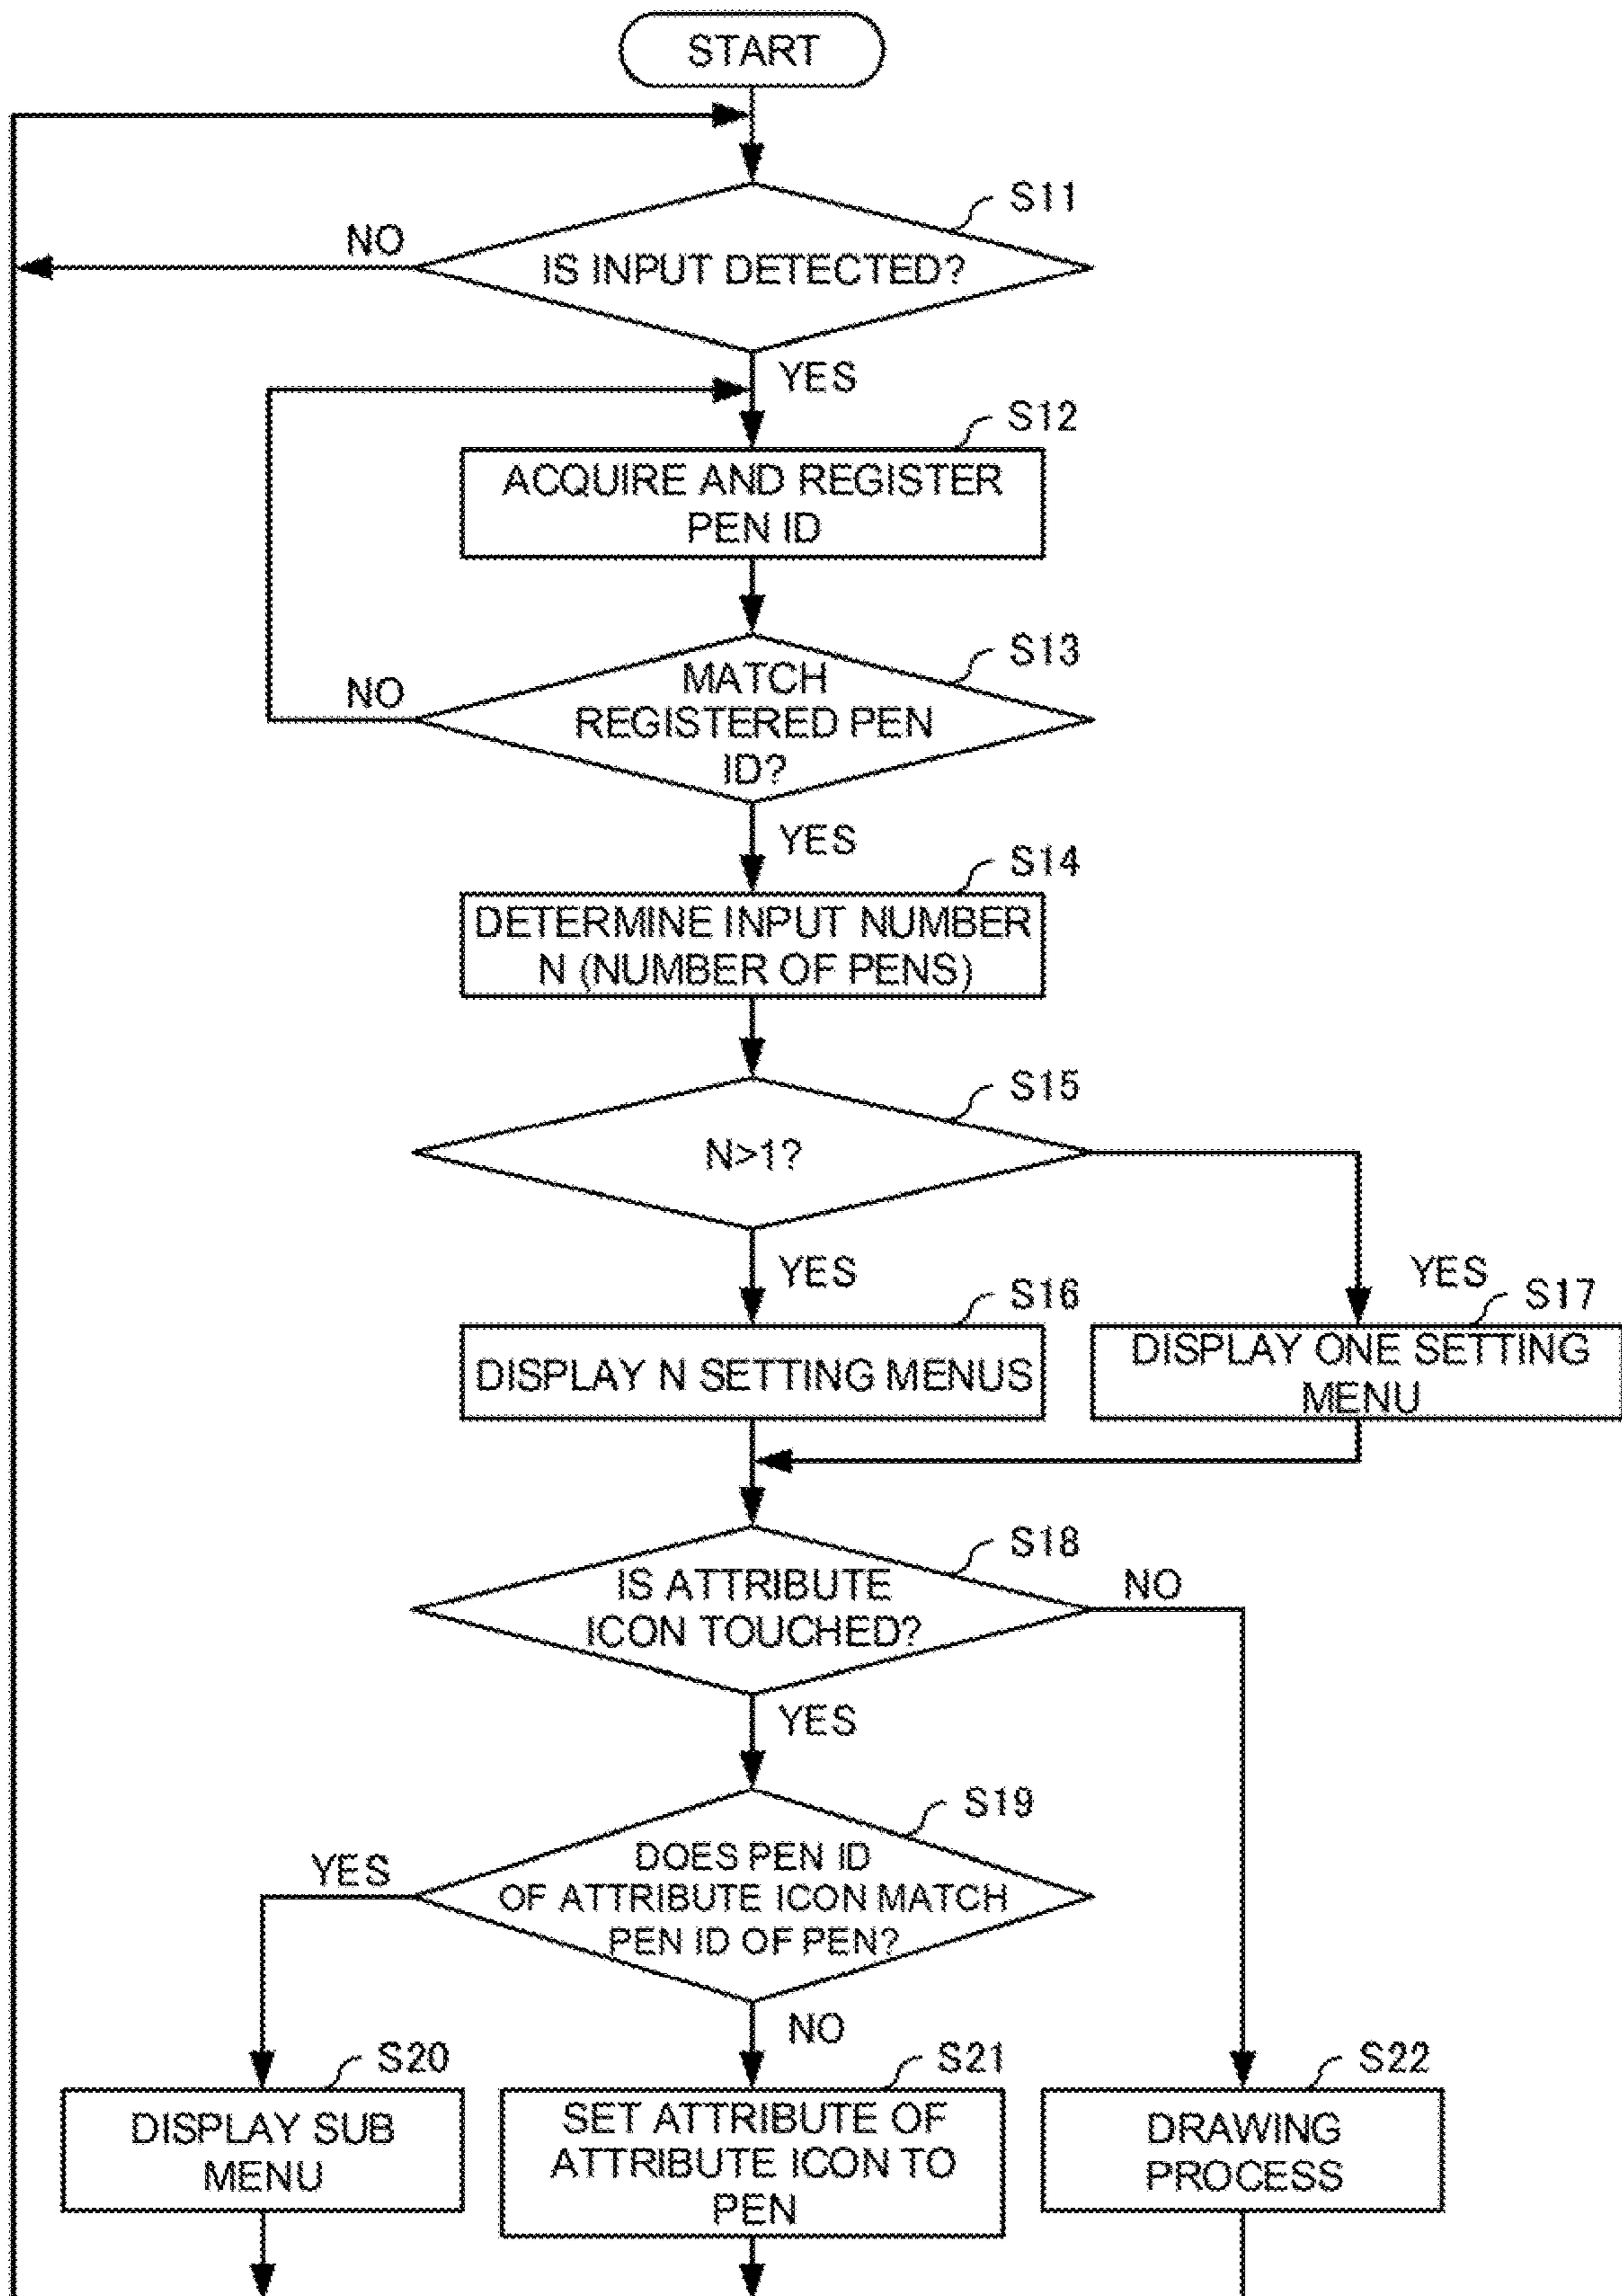 START
S11
NO
IS INPUT DETECTED?
YES
S12
ACQUIRE AND REGISTER
PEN ID
S13
NO
MATCH
REGISTERED PEN
ID?
YES
S14
DETERMINE INPUT NUMBER
N (NUMBER OF PENS)
S15
N>1?
YES
YES
S16
S17
DISPLAY N SETTING MENUS
DISPLAY ONE SETTING
MENU
S18
IS ATTRIBUTE
ICON TOUCHED?
NO
YES
S19
YES
DOES PEN ID
OF ATTRIBUTE ICON MATCH
PEN ID OF PEN?
NO
S20
S21
S22
DISPLAY SUB
MENU
SET ATTRIBUTE OF
ATTRIBUTE ICON TO
PEN
DRAWING
PROCESS